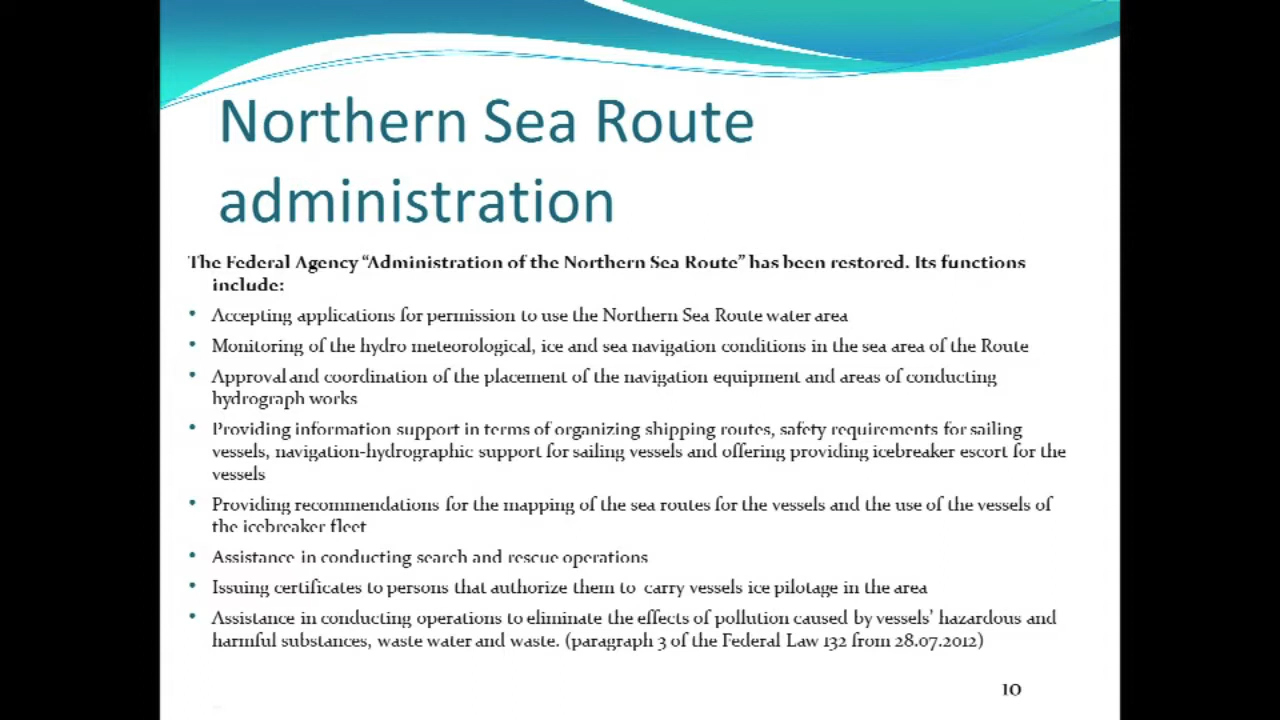 Northern Sea Route
administration
The Federal Agency “Administration of the Northern Sea Route” has been restored. Its functions
include:
• Accepting applications for permission to use the Northern Sea Route water area
• Monitoring of the hydro meteorological, ice and sea navigation conditions in the sea area of the Route
• Approval and coordination of the placement of the navigation equipment and areas of conducting
hydrograph works
• Providing information support in terms of organizing shipping routes, safety requirements for sailing
vessels, navigation-hydrographic support for sailing vessels and offering providing icebreaker escort for the
vessels
• Providing recommendations for the mapping of the sea routes for the vessels and the use of the vessels of
the icebreaker fleet
• Assistance in conducting search and rescue operations
• Issuing certificates to persons that authorize them to carry vessels ice pilotage in the area
• Assistance in conducting operations to eliminate the effects of pollution caused by vessels’ hazardous and
harmful substances, waste water and waste. (paragraph 3 of the Federal Law 132 from 28.07.2012)
10